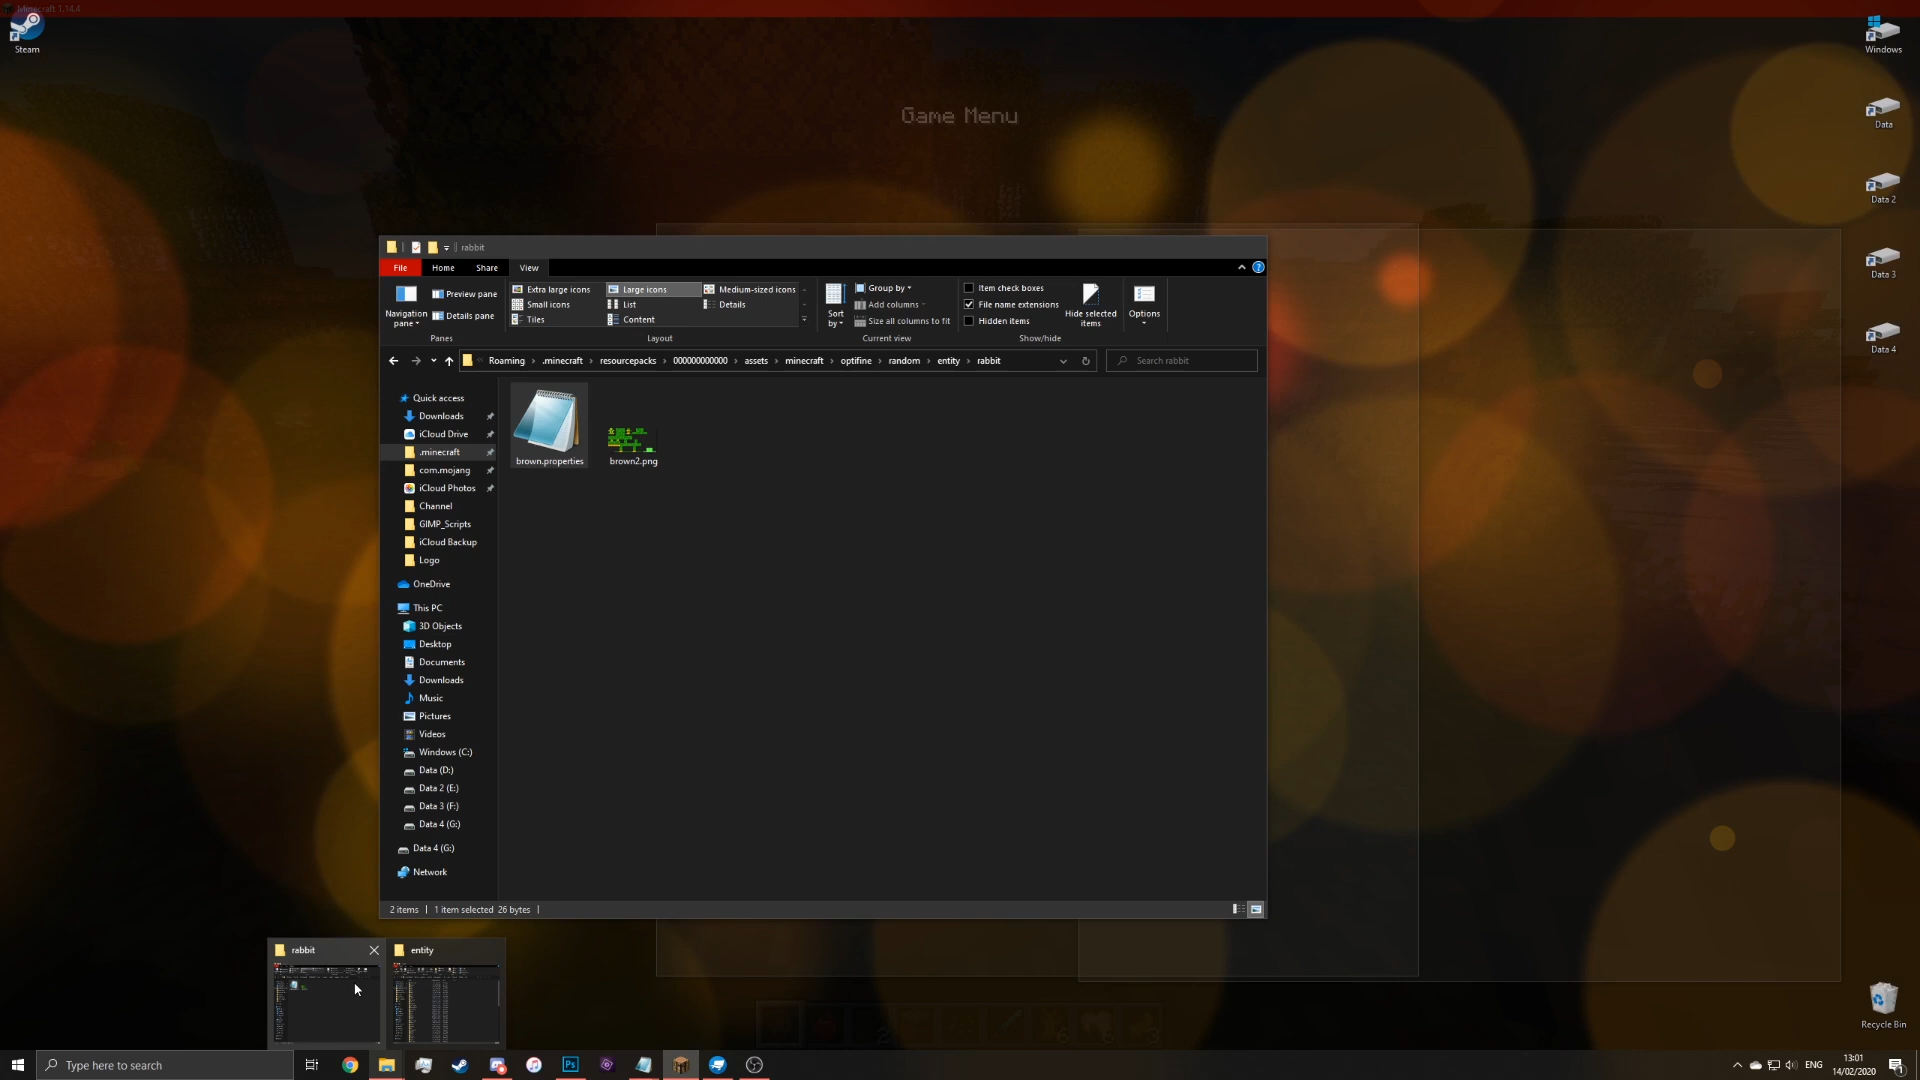 Minecraft 1.14.4
Steam
Windows
Game Menu
Data
Data 2
rabbit
File Home Share View
Preview pane
Navigation pane
Details pane
Extra large icons Large icons Medium-sized icons
Small icons List Details
Tiles Content
Sort by
Group by
Add columns
Size all columns to fit
Item check boxes
File name extensions
Hidden items
Hide selected items
Options
Panes Layout Current view Show/hide
Data 3
Data 4
Roaming .minecraft resourcepacks 000000000000 assets minecraft optifine random entity rabbit
Search rabbit
Quick access
Downloads
iCloud Drive
.minecraft
com.mojang
iCloud Photos
Channel
GIMP_Scripts
iCloud Backup
Logo
OneDrive
This PC
3D Objects
Desktop
Documents
Downloads
Music
Pictures
Videos
Windows (C:)
Data (D:)
Data 2 (E:)
Data 3 (F:)
Data 4 (G:)
Data 4 (G:)
Network
brown.properties
brown2.png
2 items 1 item selected 26 bytes
rabbit
entity
Recycle Bin
Type here to search
Ps
ENG
13:01
14/02/2020